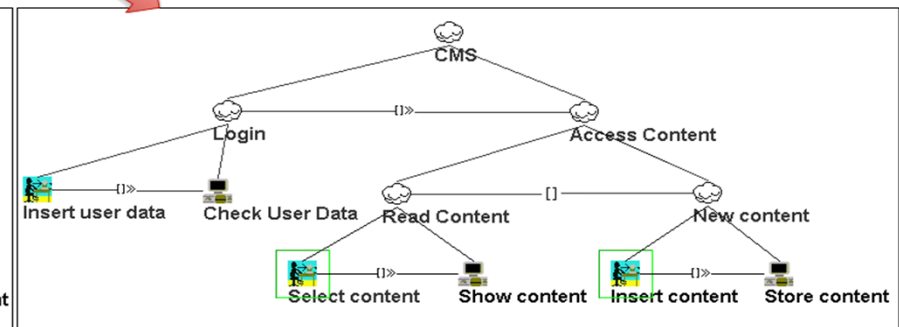 CMS
[]>>
Login
Access Content
[]>>
[]
Insert user data
Check User Data
Read Content
New content
[]>>
[]>>
Select content
Show content
Insert content
Store content
t